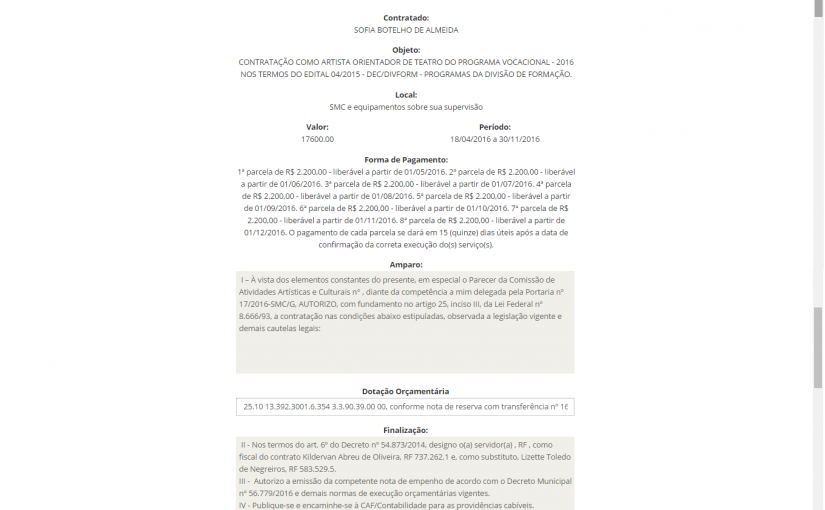 Contratado:
SOFIA BOTELHO DE ALMEIDA
Objeto:
CONTRATAÇÃO COMO ARTISTA ORIENTADOR DE TEATRO DO PROGRAMA VOCACIONAL - 2016
NOS TERMOS DO EDITAL 04/2015 - DEC/DIVFORM - PROGRAMAS DA DIVISÃO DE FORMAÇÃO.
Local:
SMC e equipamentos sobre sua supervisão
Valor: Período:
17600.00 18/04/2016 a 30/11/2016
Forma de Pagamento:
1ª parcela de R$ 2.200,00 - liberável a partir de 01/05/2016. 2ª parcela de R$ 2.200,00 - liberável
a partir de 01/06/2016. 3ª parcela de R$ 2.200,00 - liberável a partir de 01/07/2016. 4ª parcela
de R$ 2.200,00 - liberável a partir de 01/08/2016. 5ª parcela de R$ 2.200,00 - liberável a partir
de 01/09/2016. 6ª parcela de R$ 2.200,00 - liberável a partir de 01/10/2016. 7ª parcela de R$
2.200,00 - liberável a partir de 01/11/2016. 8ª parcela de R$ 2.200,00 - liberável a partir de
01/12/2016. O pagamento de cada parcela se dará em 15 (quinze) dias úteis após a data de
confirmação da correta execução do(s) serviço(s).
Amparo:
I – À vista dos elementos constantes do presente, em especial o Parecer da Comissão de
Atividades Artísticas e Culturais nº , diante da competência a mim delegada pela Portaria nº
17/2016-SMC/G, AUTORIZO, com fundamento no artigo 25, inciso III, da Lei Federal nº
8.666/93, a contratação nas condições abaixo estipuladas, observada a legislação vigente e
demais cautelas legais:
Dotação Orçamentária
25.10 13.392.3001.6.354 3.3.90.39.00 00, conforme nota de reserva com transferência nº 16
Finalização:
II - Nos termos do art. 6º do Decreto nº 54.873/2014, designo o(a) servidor(a) , RF , como
fiscal do contrato Kildervan Abreu de Oliveira, RF 737.262.1 e, como substituto, Lizette Toledo
de Negreiros, RF 583.529.5.
III - Autorizo a emissão da competente nota de empenho de acordo com o Decreto Municipal
nº 56.779/2016 e demais normas de execução orçamentárias vigentes.
IV - Publique-se e encaminhe-se à CAF/Contabilidade para as providências cabíveis.